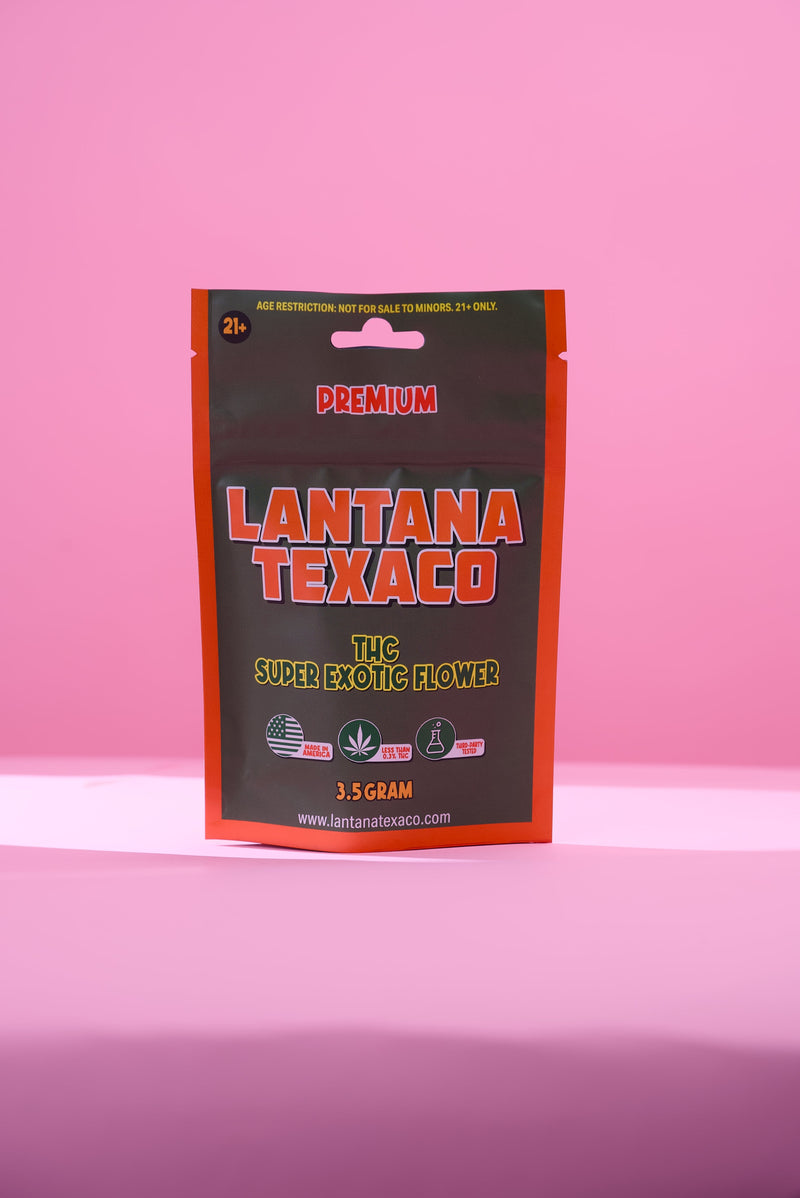 AGE RESTRICTION: NOT FOR SALE TO MINORS. 21+ ONLY.
21+
PREMIUM
LANTANA
TEXACO
THC
SUPER EXOTIC FLOWER
MADE IN
AMERICA
LESS THAN
0.3% THC
THIRD-PARTY
TESTED
3.5 GRAM
www.lantanatexaco.com